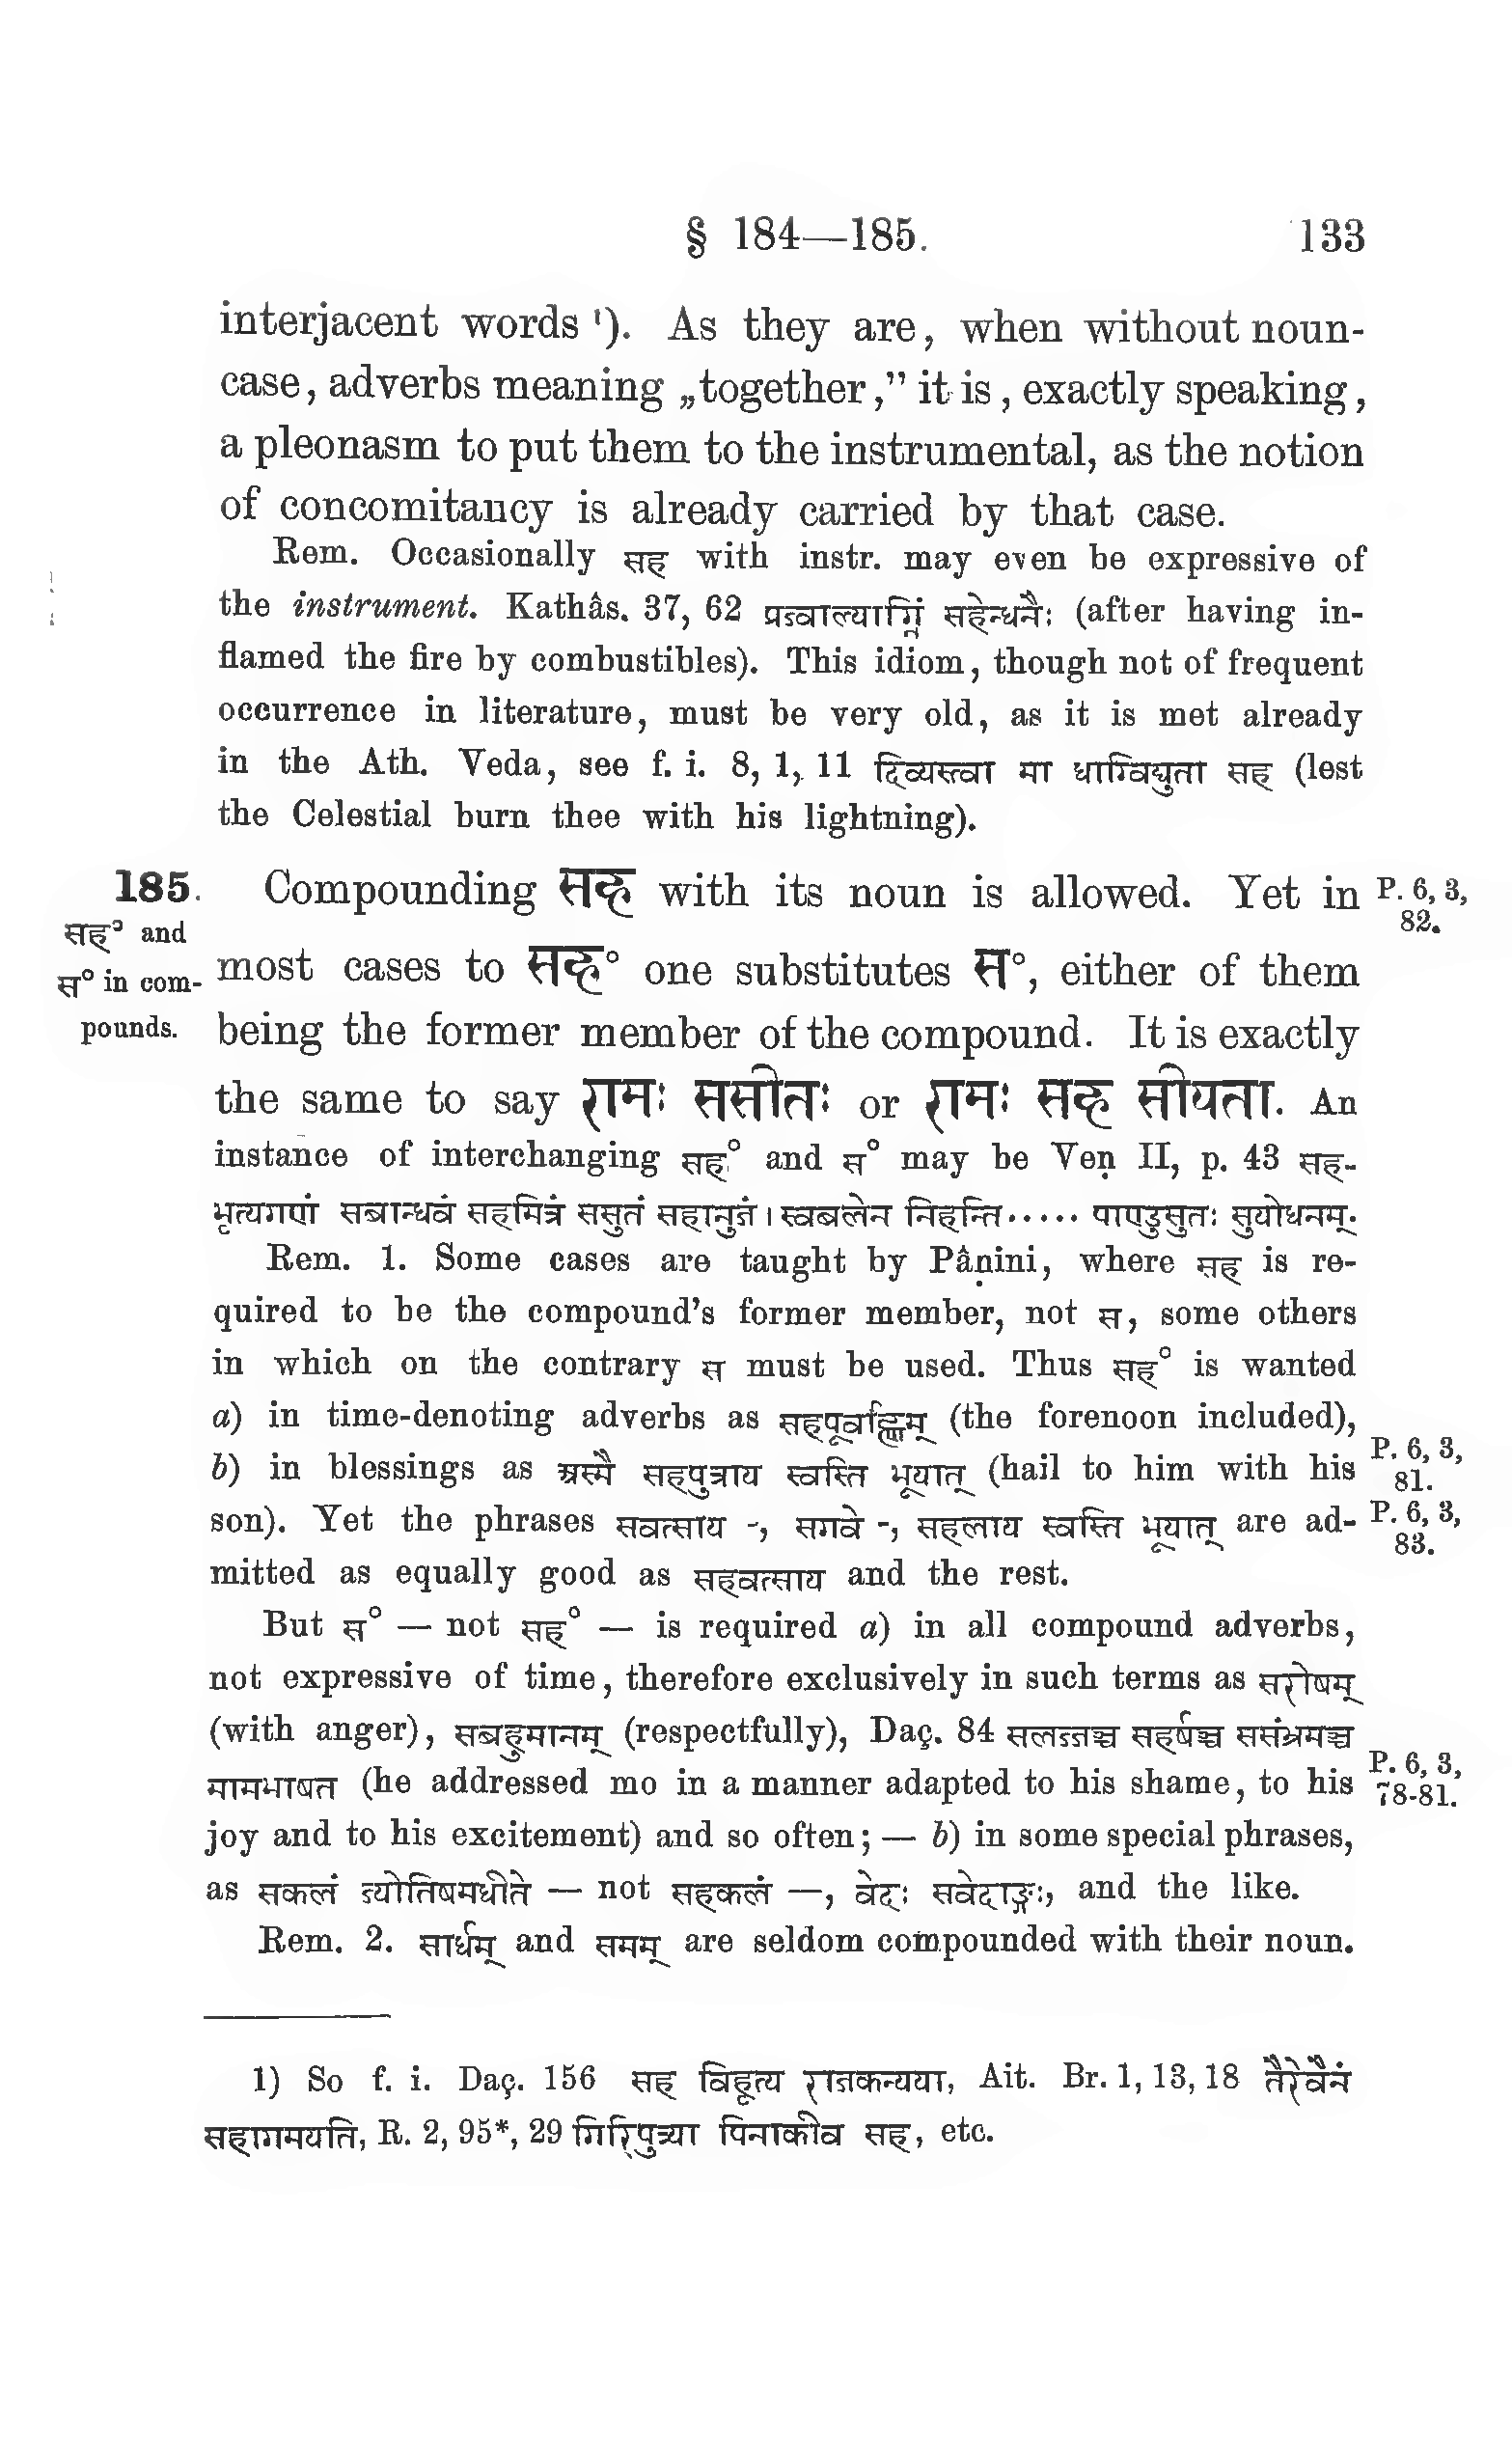 § 184—185. 133
interjacent words ¹). As they are, when without noun-
case, adverbs meaning „together,” it is, exactly speaking,
a pleonasm to put them to the instrumental, as the notion
of concomitancy is already carried by that case.
Rem. Occasionally सह with instr. may even be expressive of
the instrument. Kathâs. 37, 62 प्रज्वाल्याग्निं सहेन्धनैः (after having in-
flamed the fire by combustibles). This idiom, though not of frequent
occurrence in literature, must be very old, as it is met already
in the Ath. Veda, see f. i. 8, 1, 11 दिव्यस्त्वा मा धाग्विद्युता सह (lest
the Celestial burn thee with his lightning).
185. Compounding सह with its noun is allowed. Yet in P. 6, 3,
82.
सह° and
most cases to सह° one substitutes स°, either of them
स° in com-
pounds.
being the former member of the compound. It is exactly
the same to say रामः ससीतः or रामः सह सीयता. An
instance of interchanging सह° and स° may be Veṇ II, p. 43 सह-
भृत्यगणं सबान्धवं सहमित्रं ससुतं सहानुजं । स्वबलेन निहन्ति..... पाण्डुसुतः सुयोधनम्.
Rem. 1. Some cases are taught by Pâṇini, where सह is re-
quired to be the compound’s former member, not स, some others
in which on the contrary स must be used. Thus सह° is wanted
a) in time-denoting adverbs as सहपूर्वाह्णम् (the forenoon included),
b) in blessings as अस्मै सहपुत्राय स्वस्ति भूयात् (hail to him with his P. 6, 3,
81.
son). Yet the phrases सवत्साय -, सगवे -, सहलाय स्वस्ति भूयात् are ad- P. 6, 3,
83.
mitted as equally good as सहवत्साय and the rest.
But स° — not सह° — is required a) in all compound adverbs,
not expressive of time, therefore exclusively in such terms as सरोषम्
(with anger), सबहुमानम् (respectfully), Daç. 84 सलज्जञ्च सहर्षञ्च ससंभ्रमञ्च
मामभाषत (he addressed mo in a manner adapted to his shame, to his P. 6, 3,
78-81.
joy and to his excitement) and so often; — b) in some special phrases,
as सकलं ज्योतिषमधीते — not सहकलं —, वेदः सवेदाङ्गः, and the like.
Rem. 2. सार्धम् and समम् are seldom compounded with their noun.
1) So f. i. Daç. 156 सह विहृत्य राजकन्यया, Ait. Br. 1, 13, 18 तैरेवैनं
सहागमयति, R. 2, 95*, 29 गिरिपुत्र्या पिनाकीव सह, etc.